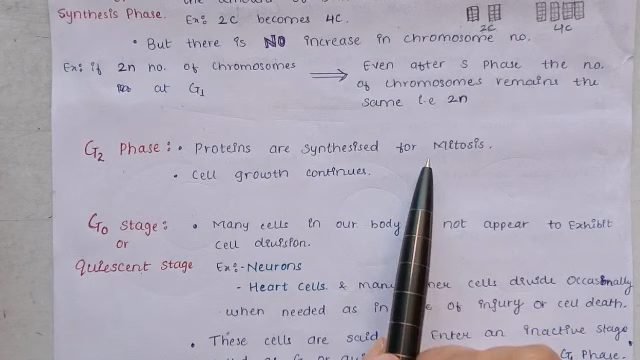 Synthesis Phase. Ex: 2C becomes 4C.
2C 4C
• But there is NO increase in chromosome no.
Ex: if 2n no. of chromosomes at G1 ⟹ Even after S phase the no. of chromosomes remains the same i.e 2n
G2 Phase: • Proteins are synthesised for Mitosis.
• Cell growth continues.
G0 Stage: • Many cells in our body not appear to Exhibit
or cell division.
Quiescent Stage Ex:- Neurons
- Heart cells & many cells divide Occasionally
when needed as in of injury or cell death.
• These cells are said Enter an inactive stage